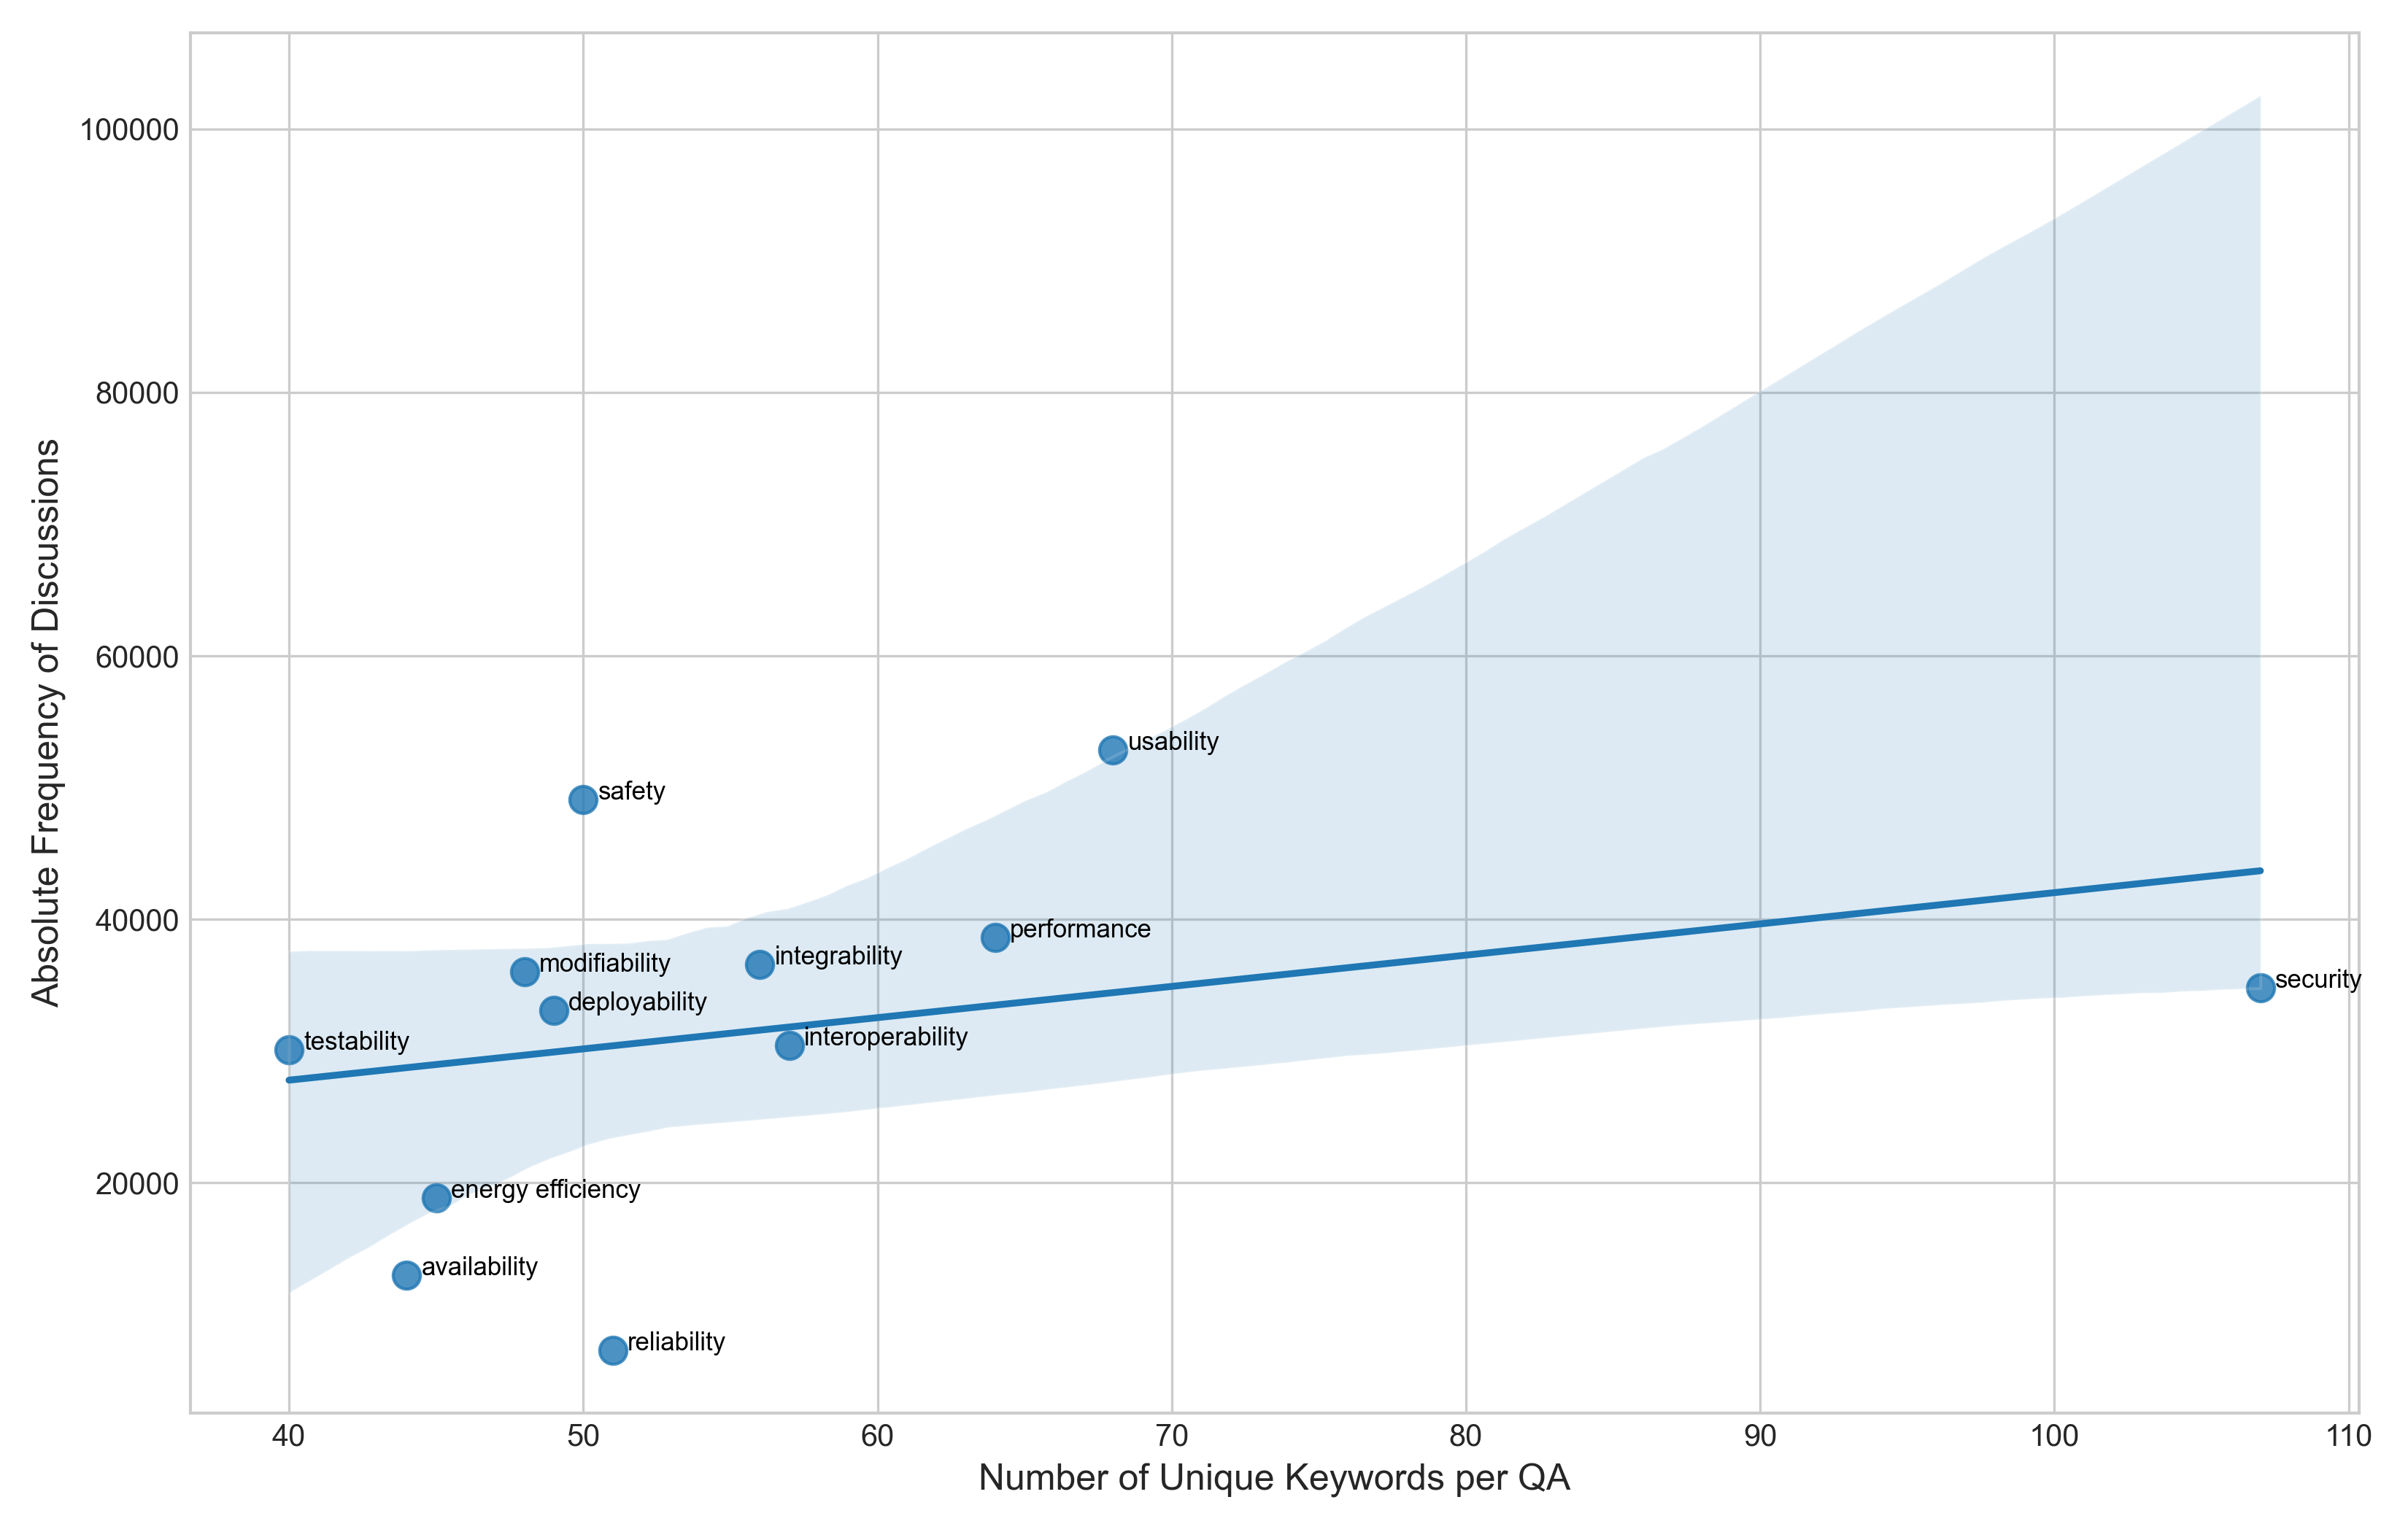 100000
80000
60000
40000
20000
Absolute Frequency of Discussions
usability
safety
performance
integrability
modifiability
security
deployability
interoperability
testability
energy efficiency
availability
reliability
40
50
60
70
80
90
100
110
Number of Unique Keywords per QA